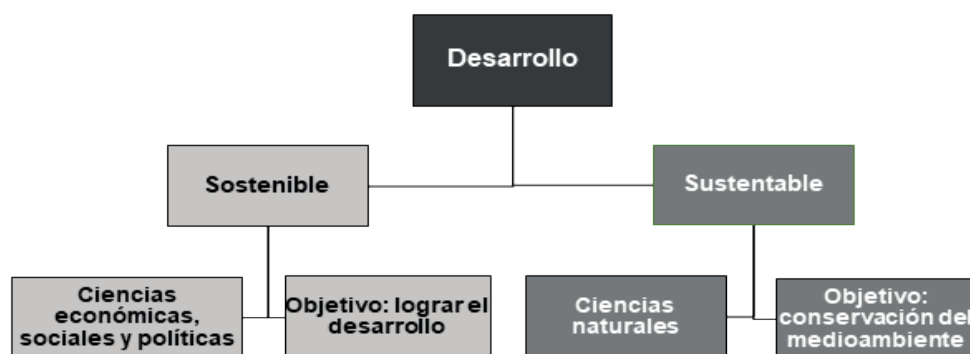 Desarrollo
Sostenible
Sustentable
Ciencias
económicas,
sociales y políticas
Objetivo: lograr el
desarrollo
Ciencias
naturales
Objetivo:
conservación del
medioambiente